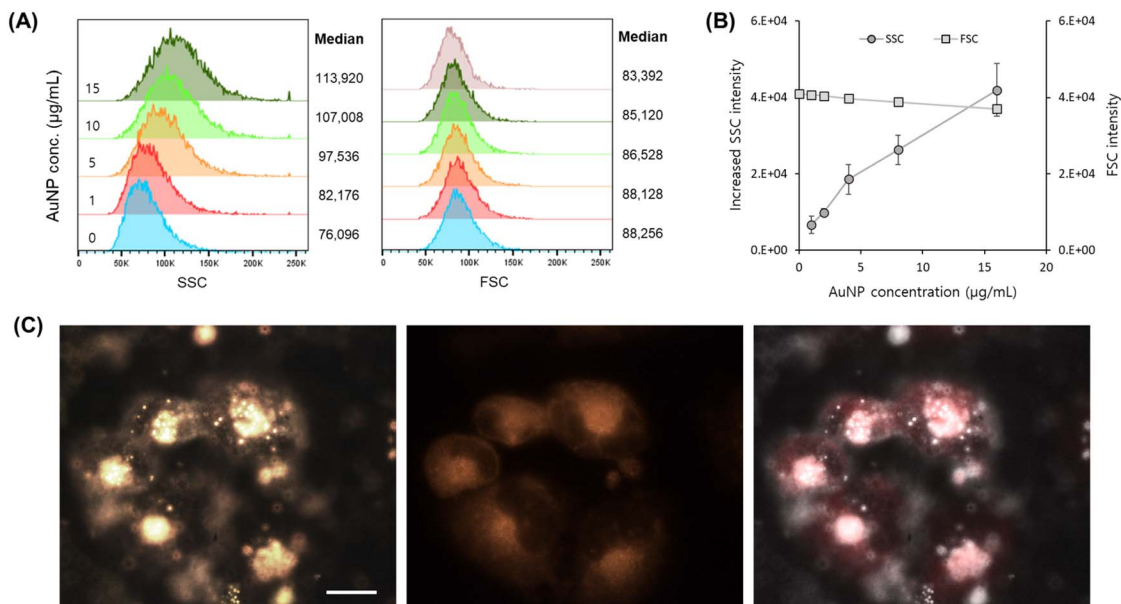 (A)
AuNP conc. (µg/mL)
15
10
5
1
0
Median
113,920
107,008
97,536
82,176
76,096
0 50K 100K 150K 200K 250K
SSC
Median
83,392
85,120
86,528
88,128
88,256
0 50K 100K 150K 200K 250K
FSC
(B)
SSC FSC
Increased SSC intensity
6.E+04
4.E+04
2.E+04
0.E+00
6.E+04
4.E+04
2.E+04
0.E+00
FSC intensity
0 5 10 15 20
AuNP concentration (µg/mL)
(C)